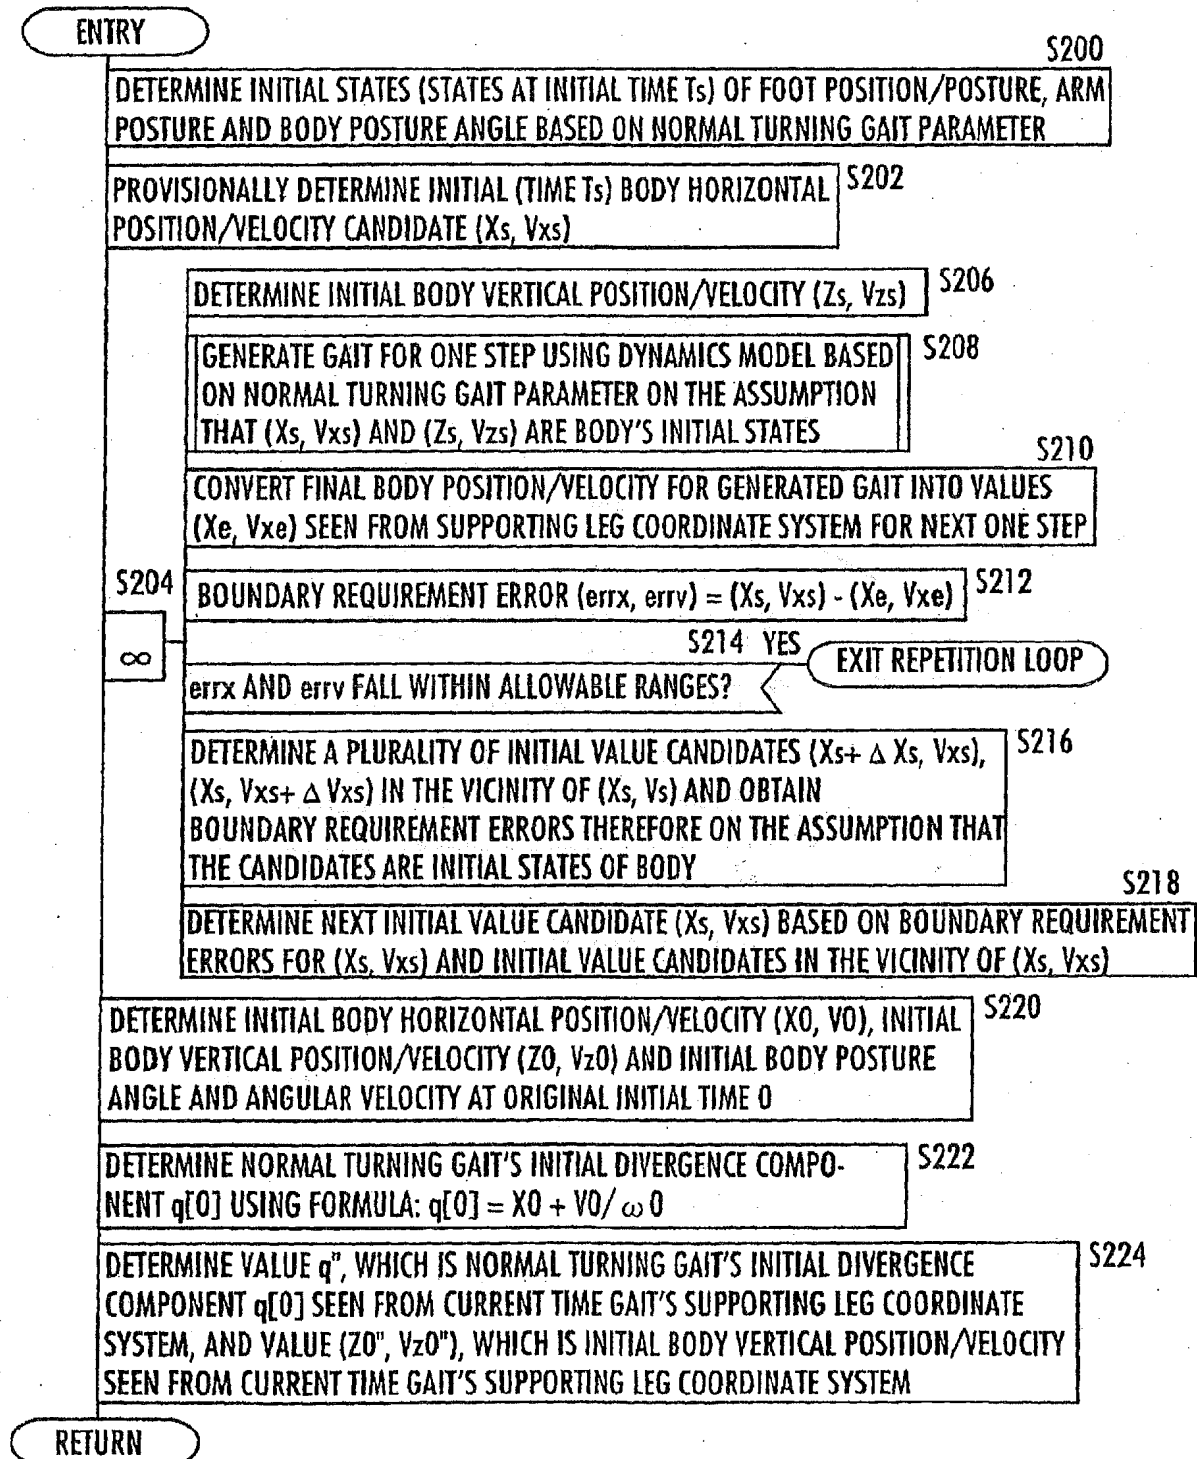 ENTRY
S200
DETERMINE INITIAL STATES (STATES AT INITIAL TIME Ts) OF FOOT POSITION/POSTURE, ARM
POSTURE AND BODY POSTURE ANGLE BASED ON NORMAL TURNING GAIT PARAMETER
PROVISIONALLY DETERMINE INITIAL (TIME Ts) BODY HORIZONTAL
POSITION/VELOCITY CANDIDATE (Xs, Vxs)
S202
DETERMINE INITIAL BODY VERTICAL POSITION/VELOCITY (Zs, Vzs)
S206
GENERATE GAIT FOR ONE STEP USING DYNAMICS MODEL BASED
ON NORMAL TURNING GAIT PARAMETER ON THE ASSUMPTION
THAT (Xs, Vxs) AND (Zs, Vzs) ARE BODY'S INITIAL STATES
S208
S210
CONVERT FINAL BODY POSITION/VELOCITY FOR GENERATED GAIT INTO VALUES
(Xe, Vxe) SEEN FROM SUPPORTING LEG COORDINATE SYSTEM FOR NEXT ONE STEP
S204
∞
BOUNDARY REQUIREMENT ERROR (errx, errv) = (Xs, Vxs) - (Xe, Vxe)
S212
S214 YES
EXIT REPETITION LOOP
errx AND errv FALL WITHIN ALLOWABLE RANGES?
DETERMINE A PLURALITY OF INITIAL VALUE CANDIDATES (Xs+ Δ Xs, Vxs),
(Xs, Vxs+ Δ Vxs) IN THE VICINITY OF (Xs, Vs) AND OBTAIN
BOUNDARY REQUIREMENT ERRORS THEREFORE ON THE ASSUMPTION THAT
THE CANDIDATES ARE INITIAL STATES OF BODY
S216
S218
DETERMINE NEXT INITIAL VALUE CANDIDATE (Xs, Vxs) BASED ON BOUNDARY REQUIREMENT
ERRORS FOR (Xs, Vxs) AND INITIAL VALUE CANDIDATES IN THE VICINITY OF (Xs, Vxs)
DETERMINE INITIAL BODY HORIZONTAL POSITION/VELOCITY (X0, V0), INITIAL
BODY VERTICAL POSITION/VELOCITY (Z0, Vz0) AND INITIAL BODY POSTURE
ANGLE AND ANGULAR VELOCITY AT ORIGINAL INITIAL TIME 0
S220
DETERMINE NORMAL TURNING GAIT'S INITIAL DIVERGENCE COMPO-
NENT q[0] USING FORMULA: q[0] = X0 + V0/ ω 0
S222
DETERMINE VALUE q", WHICH IS NORMAL TURNING GAIT'S INITIAL DIVERGENCE
COMPONENT q[0] SEEN FROM CURRENT TIME GAIT'S SUPPORTING LEG COORDINATE
SYSTEM, AND VALUE (Z0", Vz0"), WHICH IS INITIAL BODY VERTICAL POSITION/VELOCITY
SEEN FROM CURRENT TIME GAIT'S SUPPORTING LEG COORDINATE SYSTEM
S224
RETURN